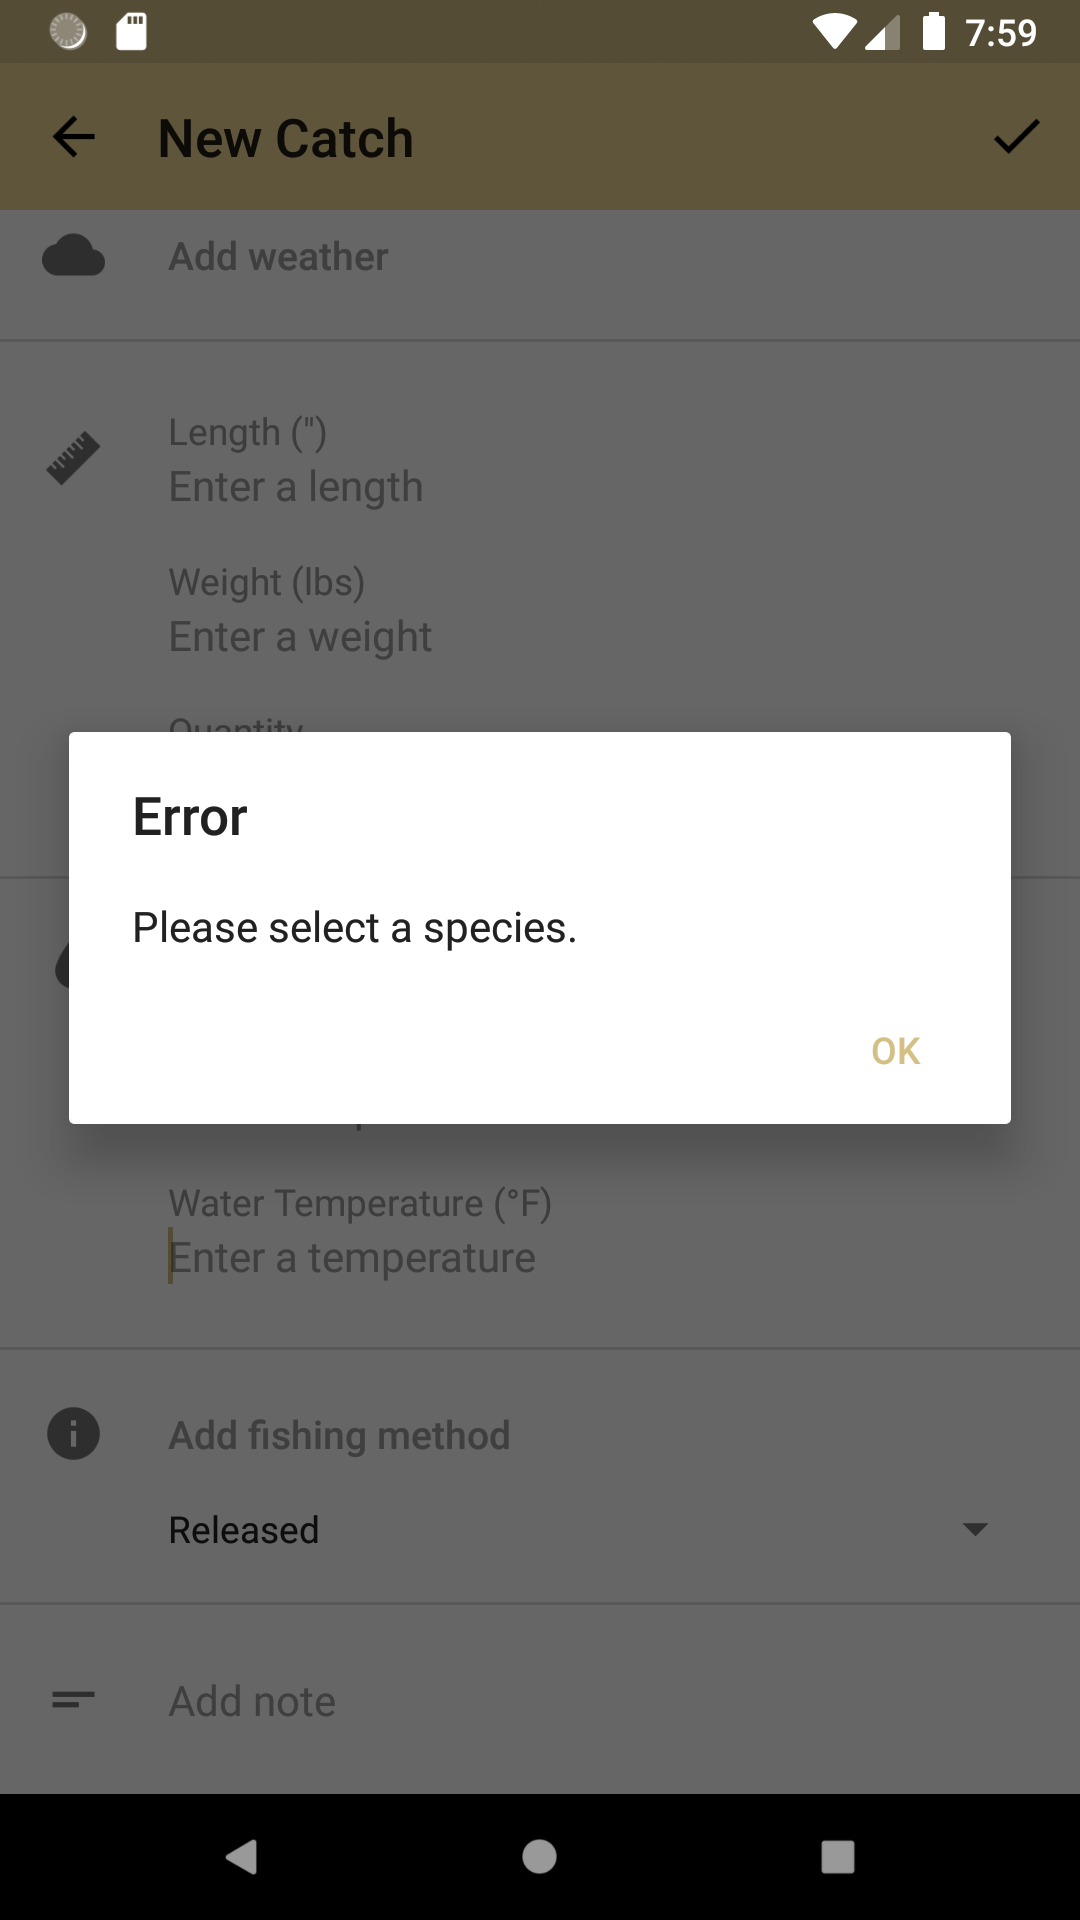 7:59
New Catch
Add weather
Length (")
Enter a length
Weight (lbs)
Enter a weight
Quantity
Error
Please select a species.
OK
Water Temperature (°F)
Enter a temperature
Add fishing method
Released
Add note